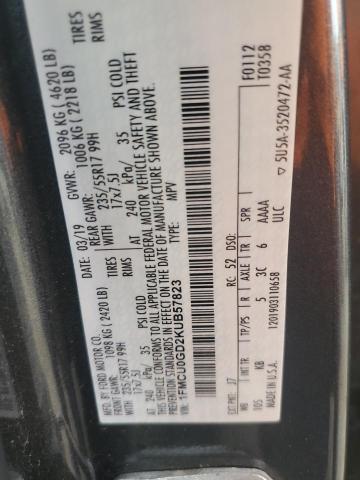 MFD. BY FORD MOTOR CO.
DATE: 03/19 GVWR: 2096 KG ( 4620 LB)
FRONT GAWR: 1098 KG (2420 LB) REAR GAWR: 1006 KG ( 2218 LB)
235/55R17 99H TIRES 235/55R17 99H TIRES
17x7.5J RIMS 17x7.5J RIMS
AT 240 kPa/ 35 PSI COLD AT 240 kPa/ 35 PSI COLD
THIS VEHICLE CONFORMS TO ALL APPLICABLE FEDERAL MOTOR VEHICLE SAFETY AND THEFT
PREVENTION STANDARDS IN EFFECT ON THE DATE OF MANUFACTURE SHOWN ABOVE.
VIN: 1FMCU0GD2KUB57823 TYPE: MPV
F0112
T0358
EXT PNT: J7 RC: 52 DSO:
WB INT TR TP/PS R AXLE TR SPR
105 KB 5 3C 6 AAAA
ULC
MADE IN U.S.A. 1201903110658
▽ 5U5A-3520472-AA